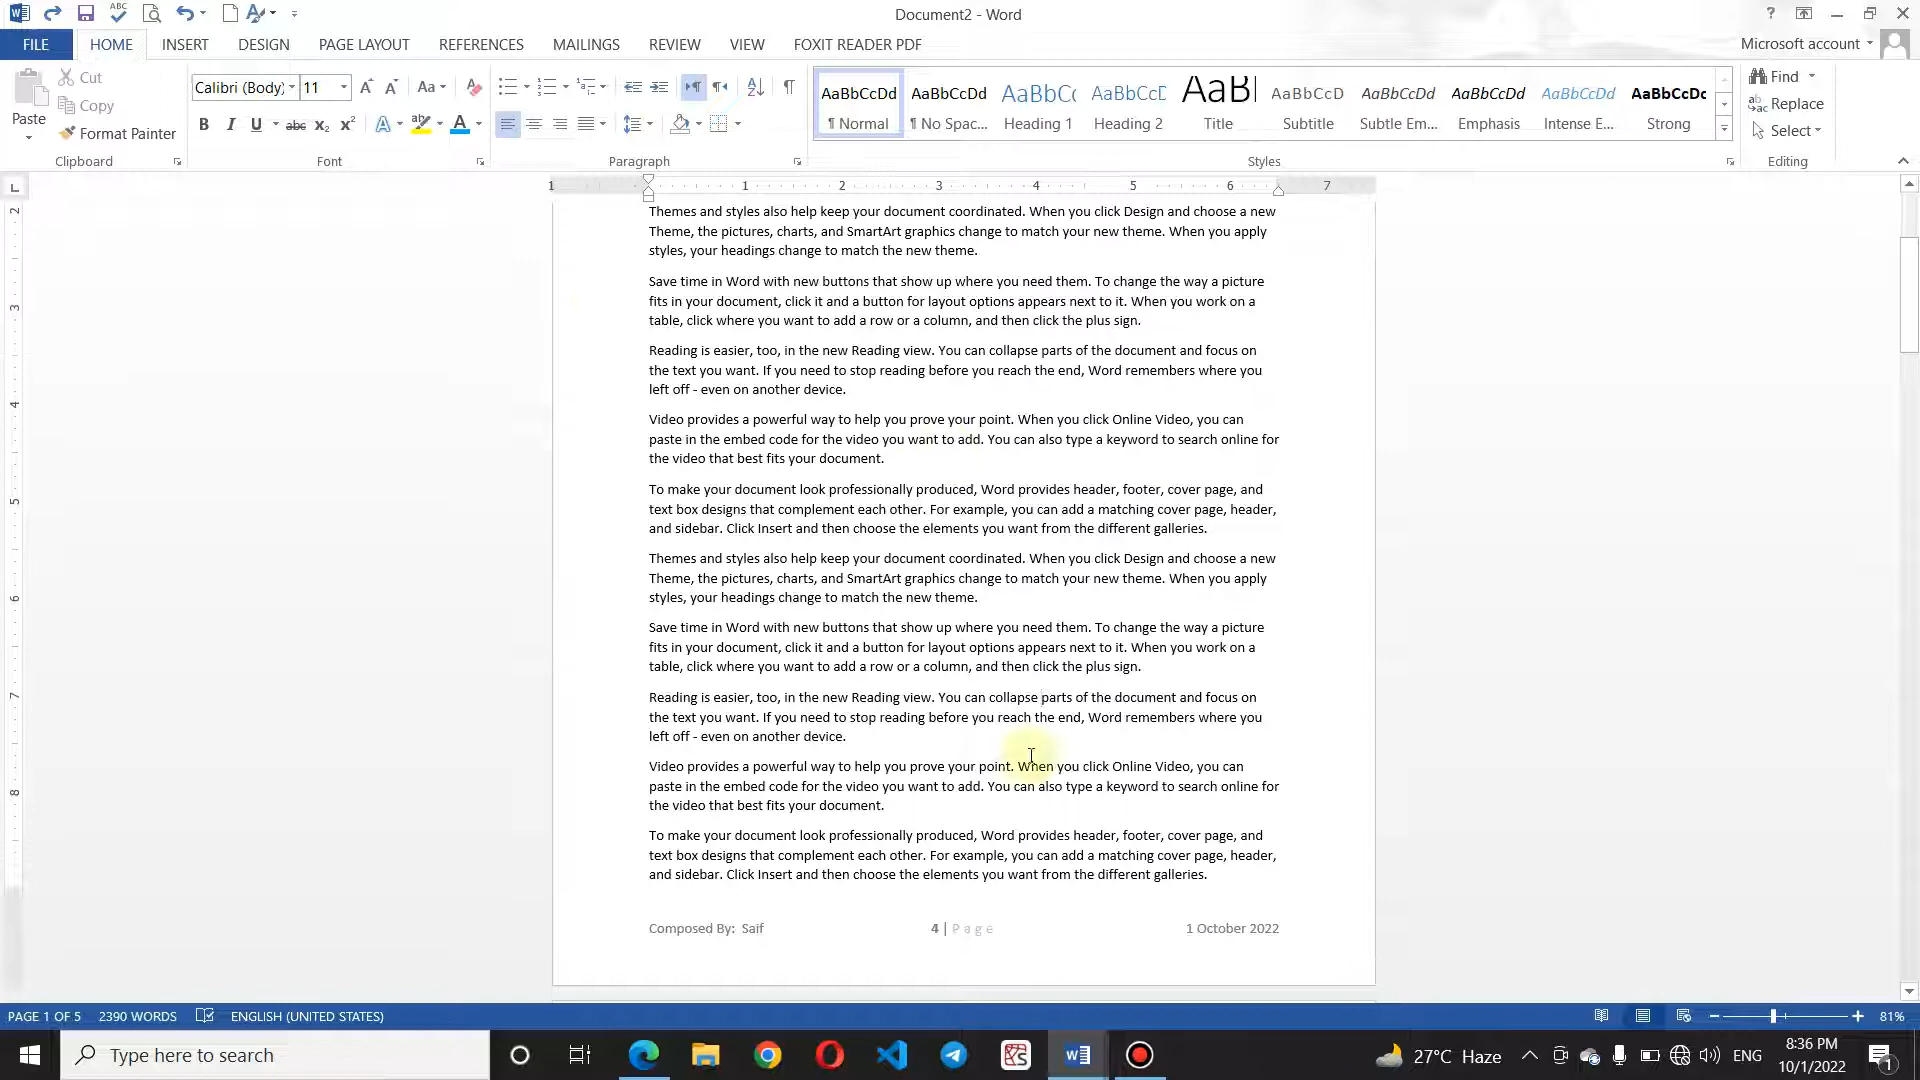 Document2 - Word
FILE HOME INSERT DESIGN PAGE LAYOUT REFERENCES MAILINGS REVIEW VIEW FOXIT READER PDF Microsoft account
Paste
Cut
Copy
Format Painter
Calibri (Body) 11
AaBbCcDd AaBbCcDd AaBbCc AaBbCcD AaB AaBbCcD AaBbCcDd AaBbCcDd AaBbCcDd AaBbCcDc
¶ Normal ¶ No Spac... Heading 1 Heading 2 Title Subtitle Subtle Em... Emphasis Intense E... Strong
Find
Replace
Select
Clipboard Font Paragraph Styles Editing
1 1 2 3 4 5 6 7
2
3
4
5
6
7
8
Themes and styles also help keep your document coordinated. When you click Design and choose a new
Theme, the pictures, charts, and SmartArt graphics change to match your new theme. When you apply
styles, your headings change to match the new theme.
Save time in Word with new buttons that show up where you need them. To change the way a picture
fits in your document, click it and a button for layout options appears next to it. When you work on a
table, click where you want to add a row or a column, and then click the plus sign.
Reading is easier, too, in the new Reading view. You can collapse parts of the document and focus on
the text you want. If you need to stop reading before you reach the end, Word remembers where you
left off - even on another device.
Video provides a powerful way to help you prove your point. When you click Online Video, you can
paste in the embed code for the video you want to add. You can also type a keyword to search online for
the video that best fits your document.
To make your document look professionally produced, Word provides header, footer, cover page, and
text box designs that complement each other. For example, you can add a matching cover page, header,
and sidebar. Click Insert and then choose the elements you want from the different galleries.
Themes and styles also help keep your document coordinated. When you click Design and choose a new
Theme, the pictures, charts, and SmartArt graphics change to match your new theme. When you apply
styles, your headings change to match the new theme.
Save time in Word with new buttons that show up where you need them. To change the way a picture
fits in your document, click it and a button for layout options appears next to it. When you work on a
table, click where you want to add a row or a column, and then click the plus sign.
Reading is easier, too, in the new Reading view. You can collapse parts of the document and focus on
the text you want. If you need to stop reading before you reach the end, Word remembers where you
left off - even on another device.
Video provides a powerful way to help you prove your point. When you click Online Video, you can
paste in the embed code for the video you want to add. You can also type a keyword to search online for
the video that best fits your document.
To make your document look professionally produced, Word provides header, footer, cover page, and
text box designs that complement each other. For example, you can add a matching cover page, header,
and sidebar. Click Insert and then choose the elements you want from the different galleries.
Composed By: Saif 4 | Page 1 October 2022
PAGE 1 OF 5 2390 WORDS ENGLISH (UNITED STATES) 81%
Type here to search 27°C Haze ENG
8:36 PM
10/1/2022
1